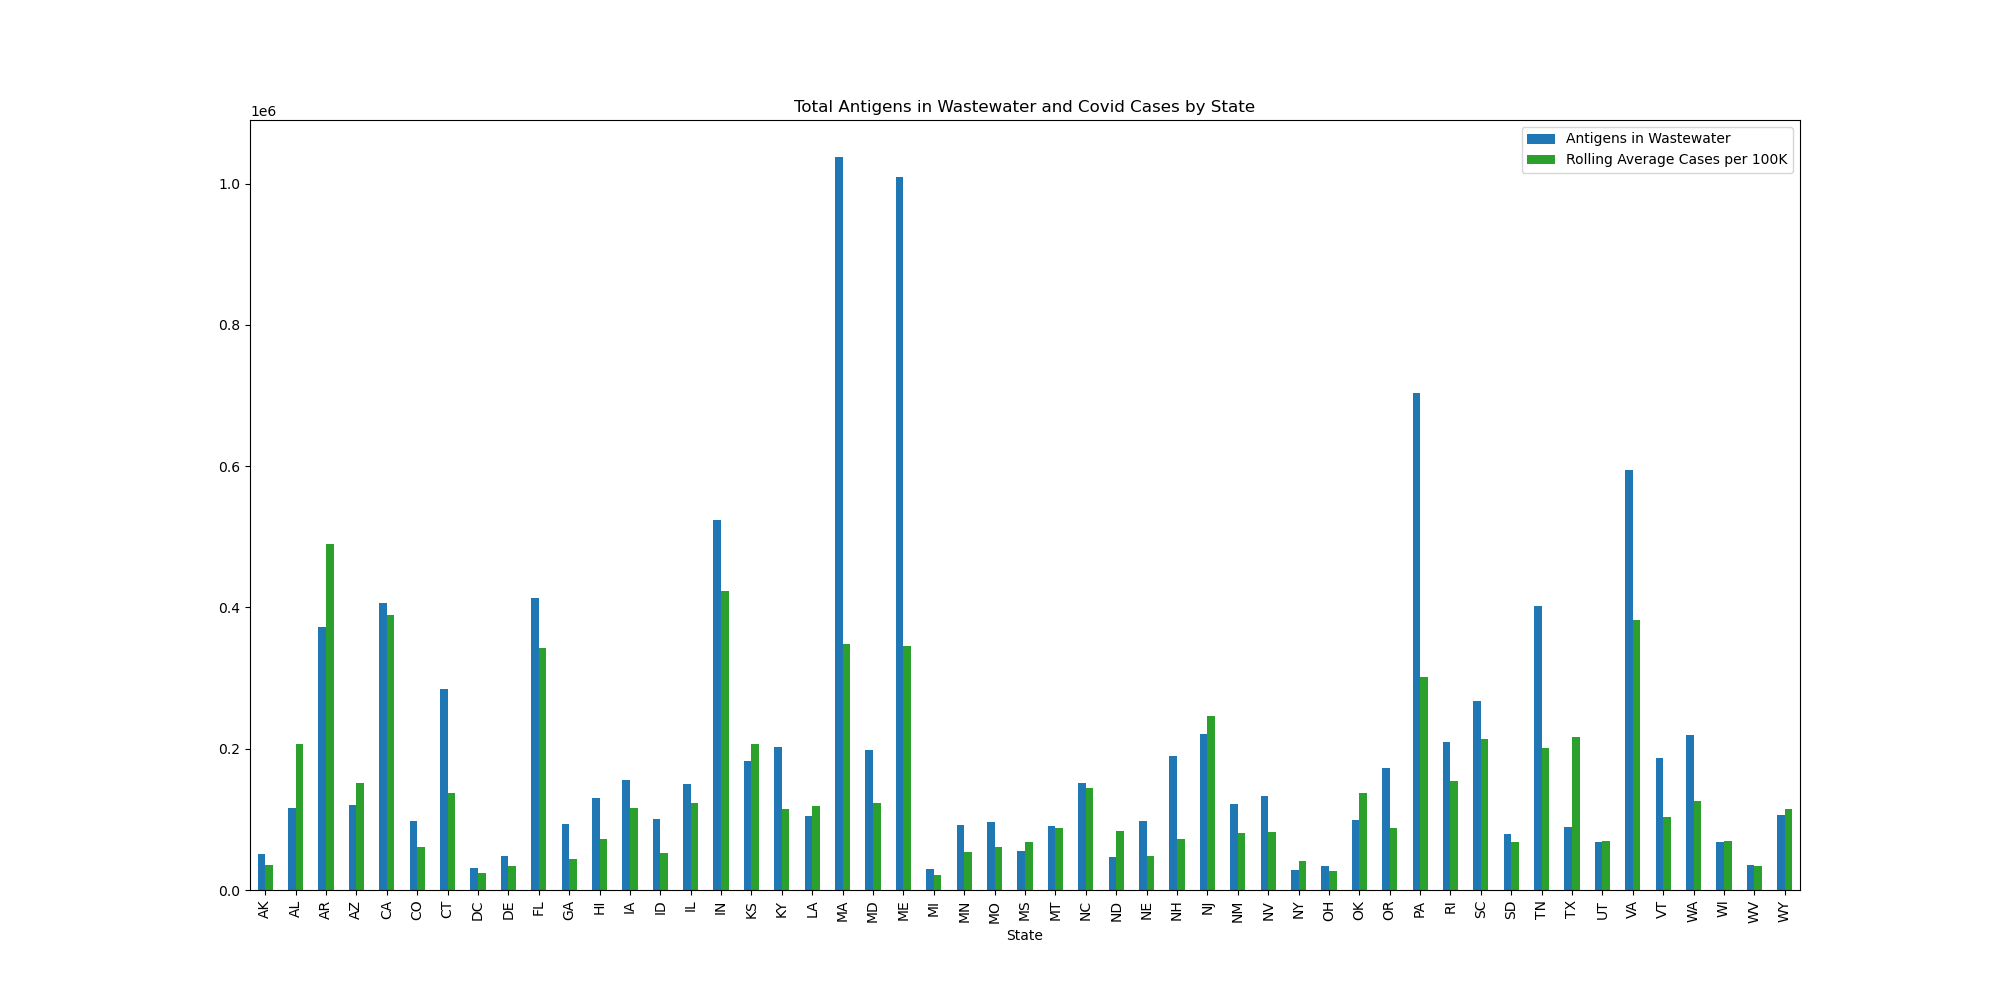 Total Antigens in Wastewater and Covid Cases by State
1e6
Antigens in Wastewater
Rolling Average Cases per 100K
1.0
0.8
0.6
0.4
0.2
0.0
AK AL AR AZ CA CO CT DC DE FL GA HI IA ID IL IN KS KY LA MA MD ME MI MN MO MS MT NC ND NE NH NJ NM NV NY OH OK OR PA RI SC SD TN TX UT VA VT WA WI WV WY
State